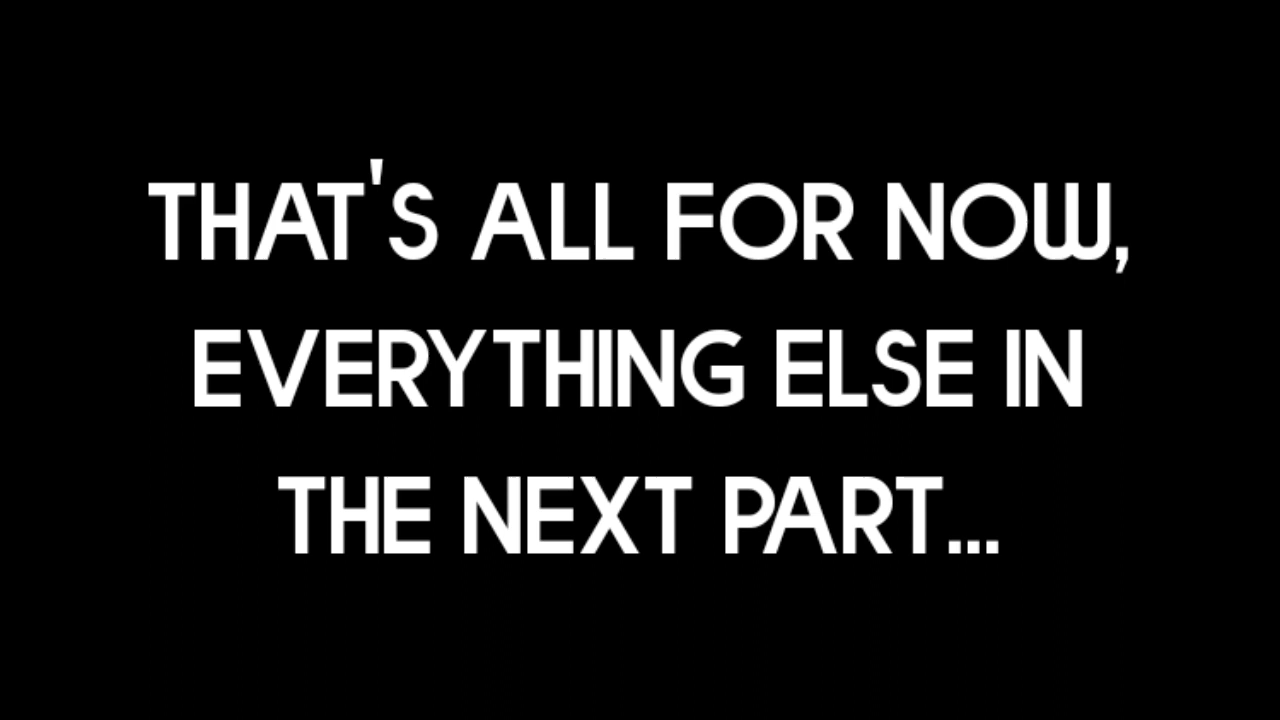 THAT'S ALL FOR NOW,
EVERYTHING ELSE IN
THE NEXT PART...